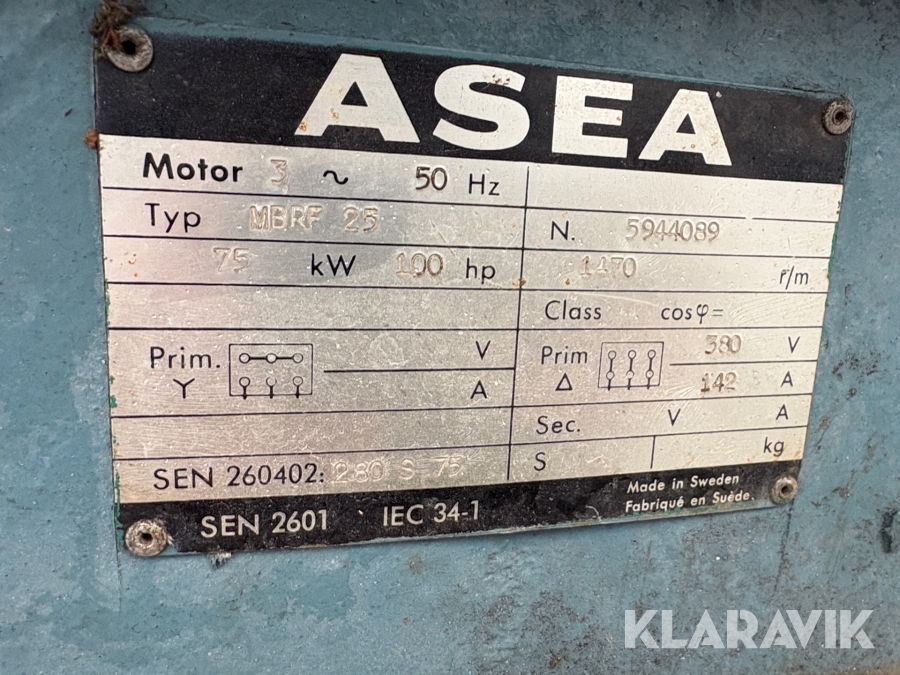 ASEA
Motor 3 ~ 50 Hz
Typ MBRF 25 N. 5944089
75 kW 100 hp 1470 r/m
Class cosφ=
Prim. Y V A
Prim Δ 380 V
142 A
Sec. V A
SEN 260402: 280 S 75 S kg
SEN 2601 IEC 34-1
Made in Sweden
Fabriqué en Suède.
KLARAVIK